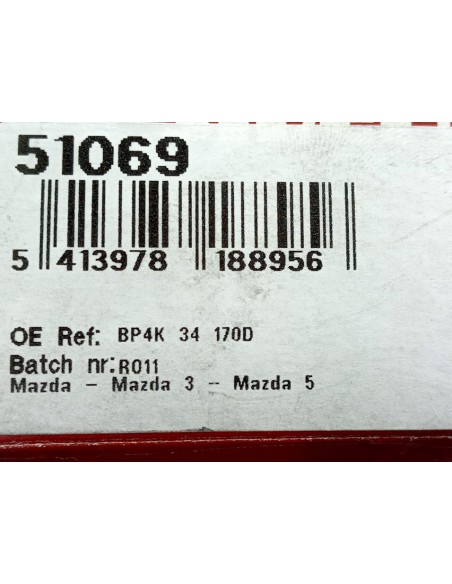 51069
5 413978 188956
OE Ref: BP4K 34 170D
Batch nr: R011
Mazda - Mazda 3 - Mazda 5